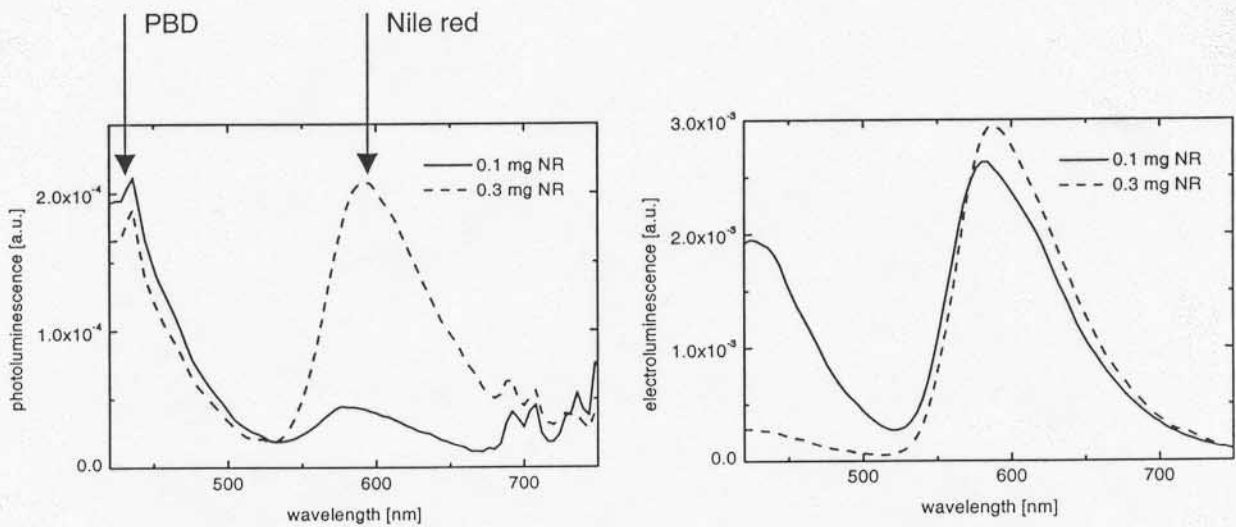 PBD
Nile red
photoluminescence [a.u.]
2.0x10⁻⁴
1.0x10⁻⁴
0.0
0.1 mg NR
0.3 mg NR
500
600
700
wavelength [nm]
electroluminescence [a.u.]
3.0x10⁻³
2.0x10⁻³
1.0x10⁻³
0.0
0.1 mg NR
0.3 mg NR
500
600
700
wavelength [nm]